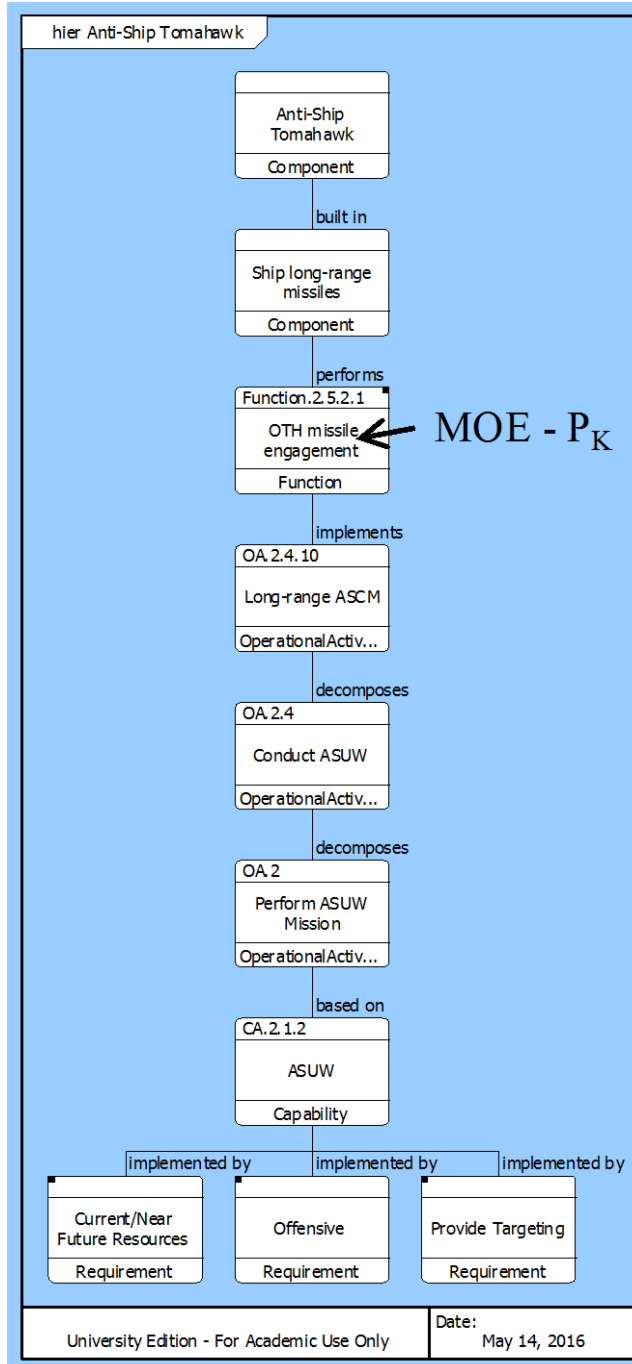 hier Anti-Ship Tomahawk
Anti-Ship
Tomahawk
Component
built in
Ship long-range
missiles
Component
performs
Function.2.5.2.1
OTH missile
engagement
Function
MOE - PK
implements
OA.2.4.10
Long-range ASCM
OperationalActiv...
decomposes
OA.2.4
Conduct ASUW
OperationalActiv...
decomposes
OA.2
Perform ASUW
Mission
OperationalActiv...
based on
CA.2.1.2
ASUW
Capability
implemented by
implemented by
implemented by
Current/Near
Future Resources
Requirement
Offensive
Requirement
Provide Targeting
Requirement
University Edition - For Academic Use Only
Date:
May 14, 2016